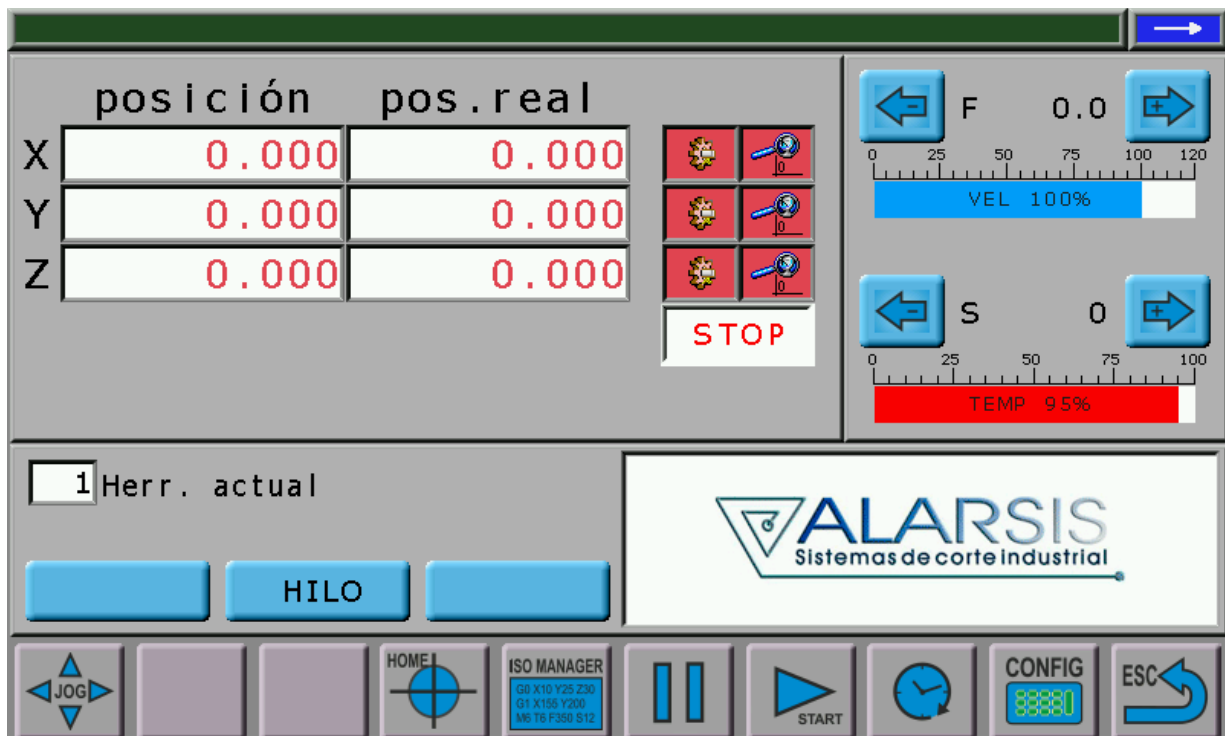 posición pos.real
X 0.000 0.000
Y 0.000 0.000
Z 0.000 0.000
STOP
F 0.0
0 25 50 75 100 120
VEL 100%
S 0
0 25 50 75 100
TEMP 95%
1 Herr. actual
HILO
ALARSIS
Sistemas de corte industrial
JOG
HOME
ISO MANAGER
G0 X10 Y25 Z30
G1 X155 Y200
M6 T6 F350 S12
START
CONFIG
ESC